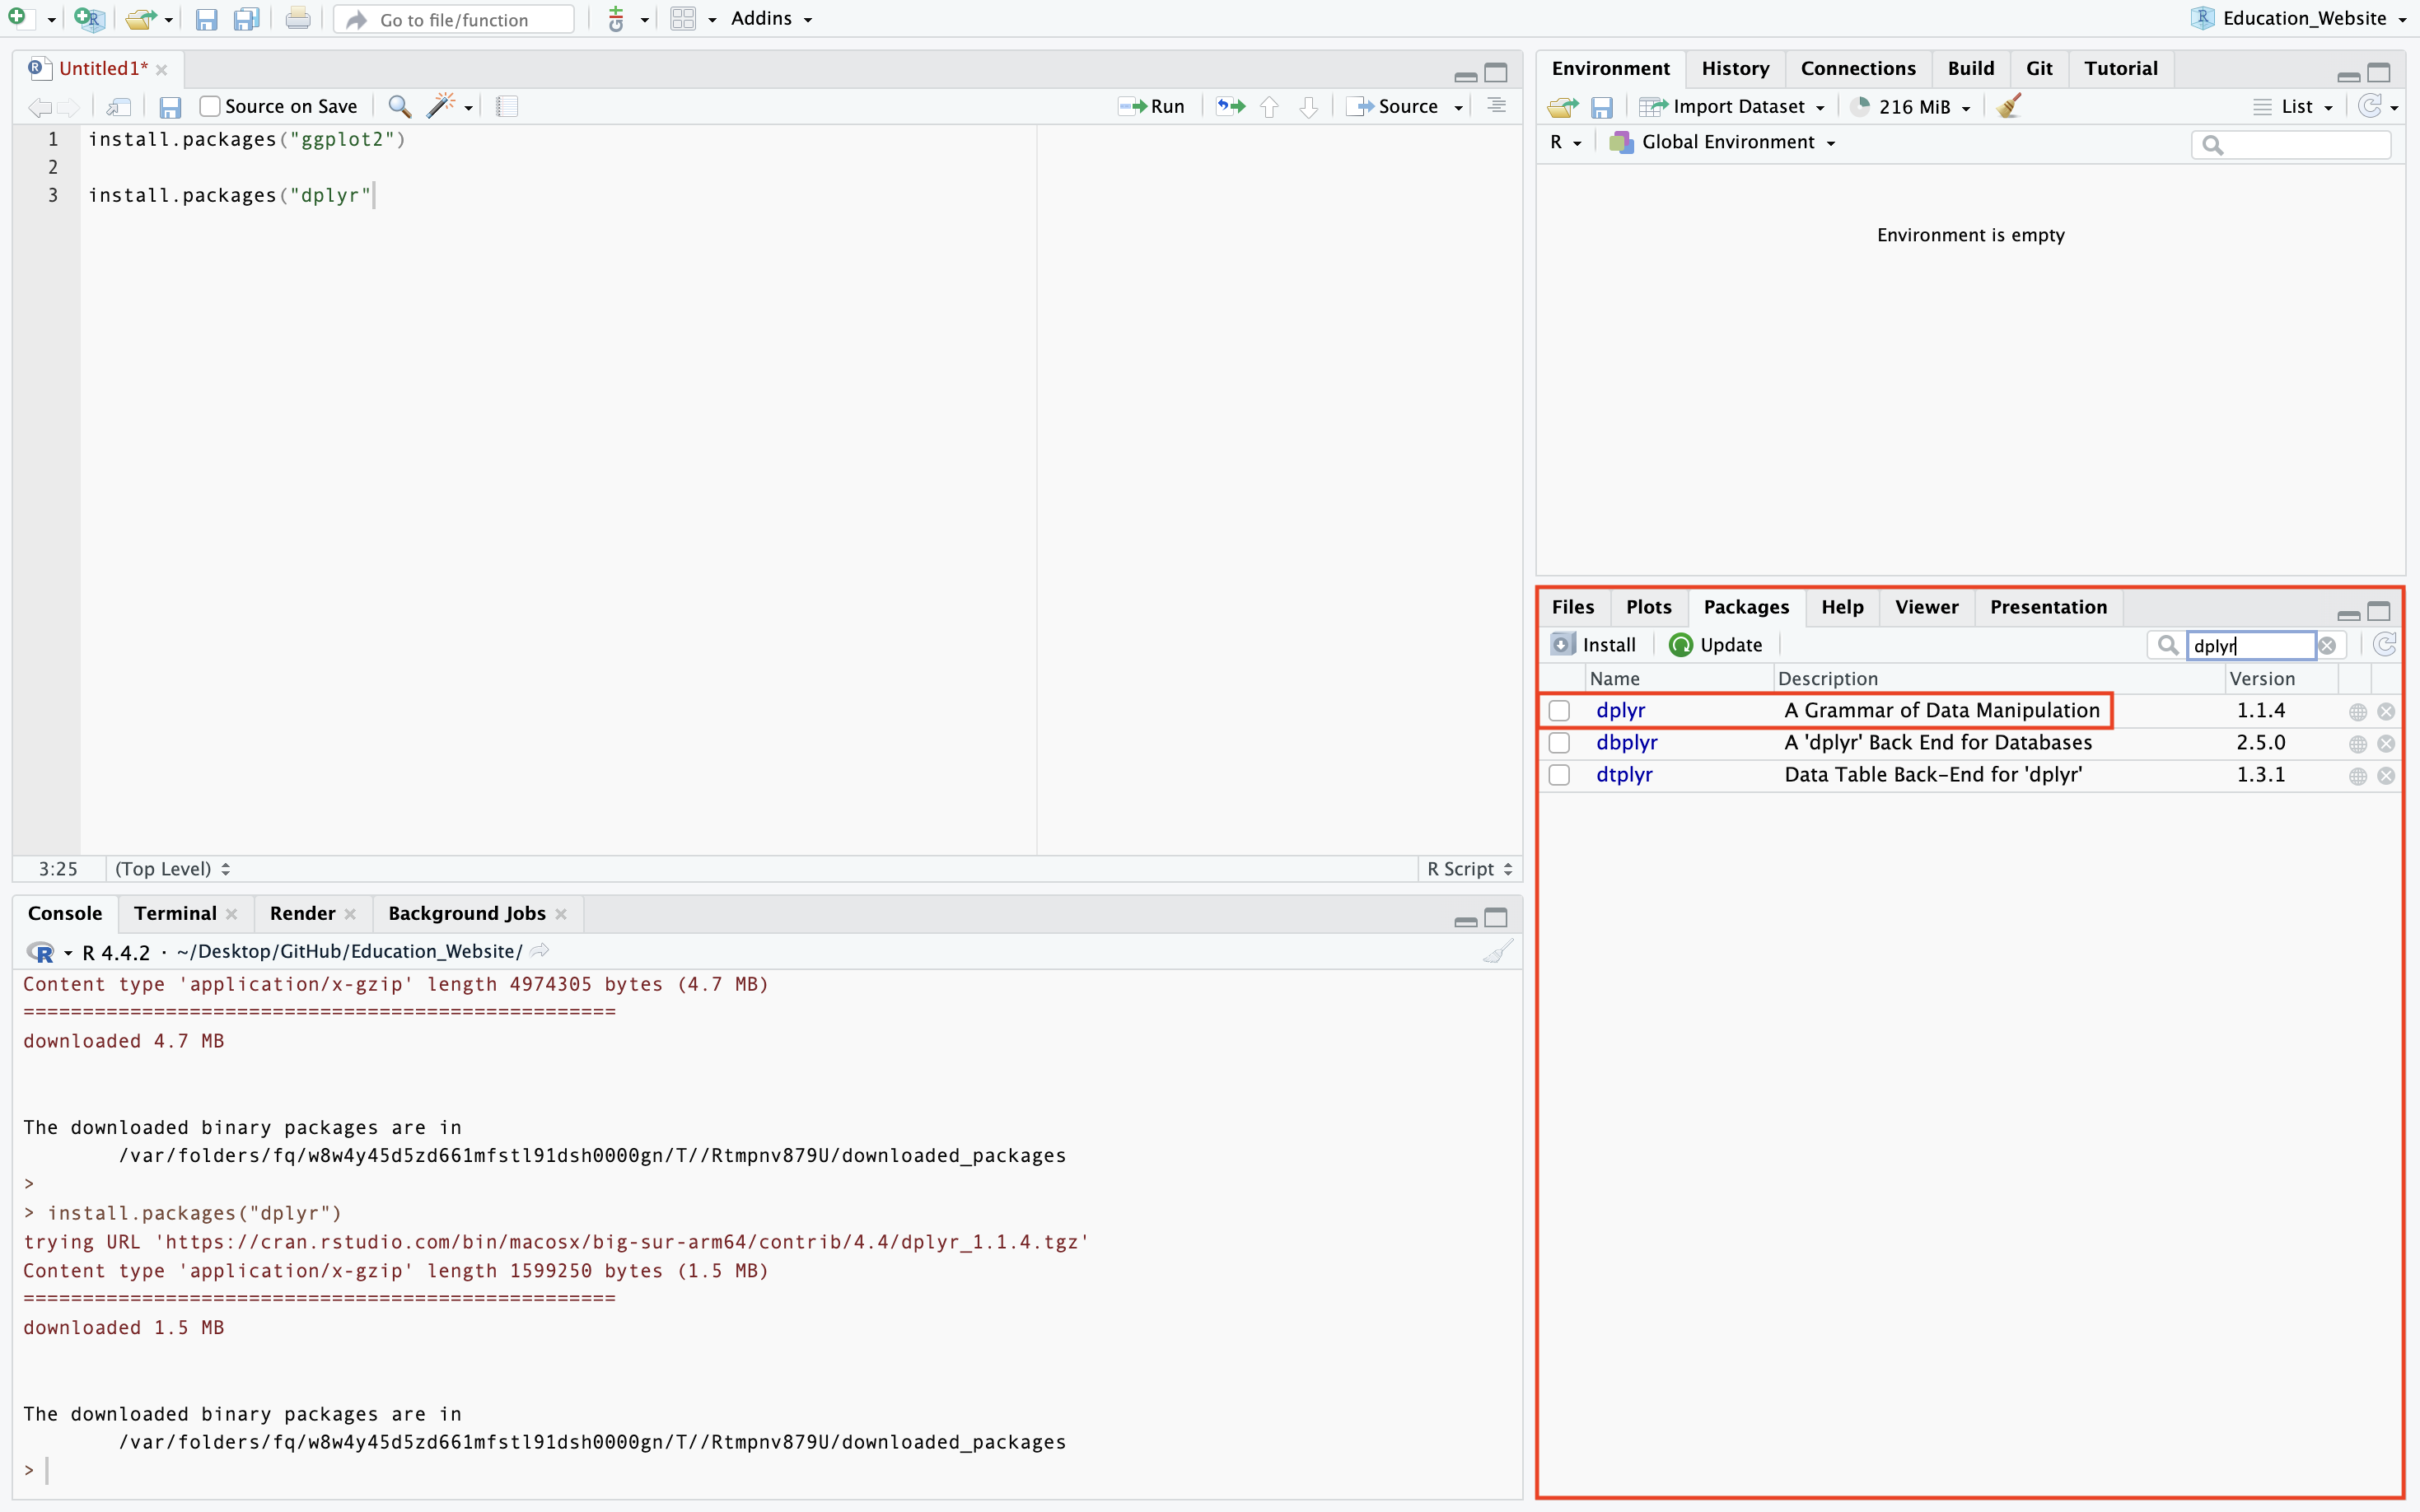 Go to file/function
Addins
Education_Website
Untitled1*
Source on Save
Run
Source
1 install.packages("ggplot2")
2
3 install.packages("dplyr"
3:25 (Top Level) R Script
Console Terminal Render Background Jobs
R 4.4.2 · ~/Desktop/GitHub/Education_Website/
Content type 'application/x-gzip' length 4974305 bytes (4.7 MB)
==================================================
downloaded 4.7 MB
The downloaded binary packages are in
/var/folders/fq/w8w4y45d5zd661mfstl91dsh0000gn/T//Rtmpnv879U/downloaded_packages
>
> install.packages("dplyr")
trying URL 'https://cran.rstudio.com/bin/macosx/big-sur-arm64/contrib/4.4/dplyr_1.1.4.tgz'
Content type 'application/x-gzip' length 1599250 bytes (1.5 MB)
==================================================
downloaded 1.5 MB
The downloaded binary packages are in
/var/folders/fq/w8w4y45d5zd661mfstl91dsh0000gn/T//Rtmpnv879U/downloaded_packages
>
Environment History Connections Build Git Tutorial
Import Dataset 216 MiB List
R Global Environment
Environment is empty
Files Plots Packages Help Viewer Presentation
Install Update dplyr
Name Description Version
dplyr A Grammar of Data Manipulation 1.1.4
dbplyr A 'dplyr' Back End for Databases 2.5.0
dtplyr Data Table Back-End for 'dplyr' 1.3.1